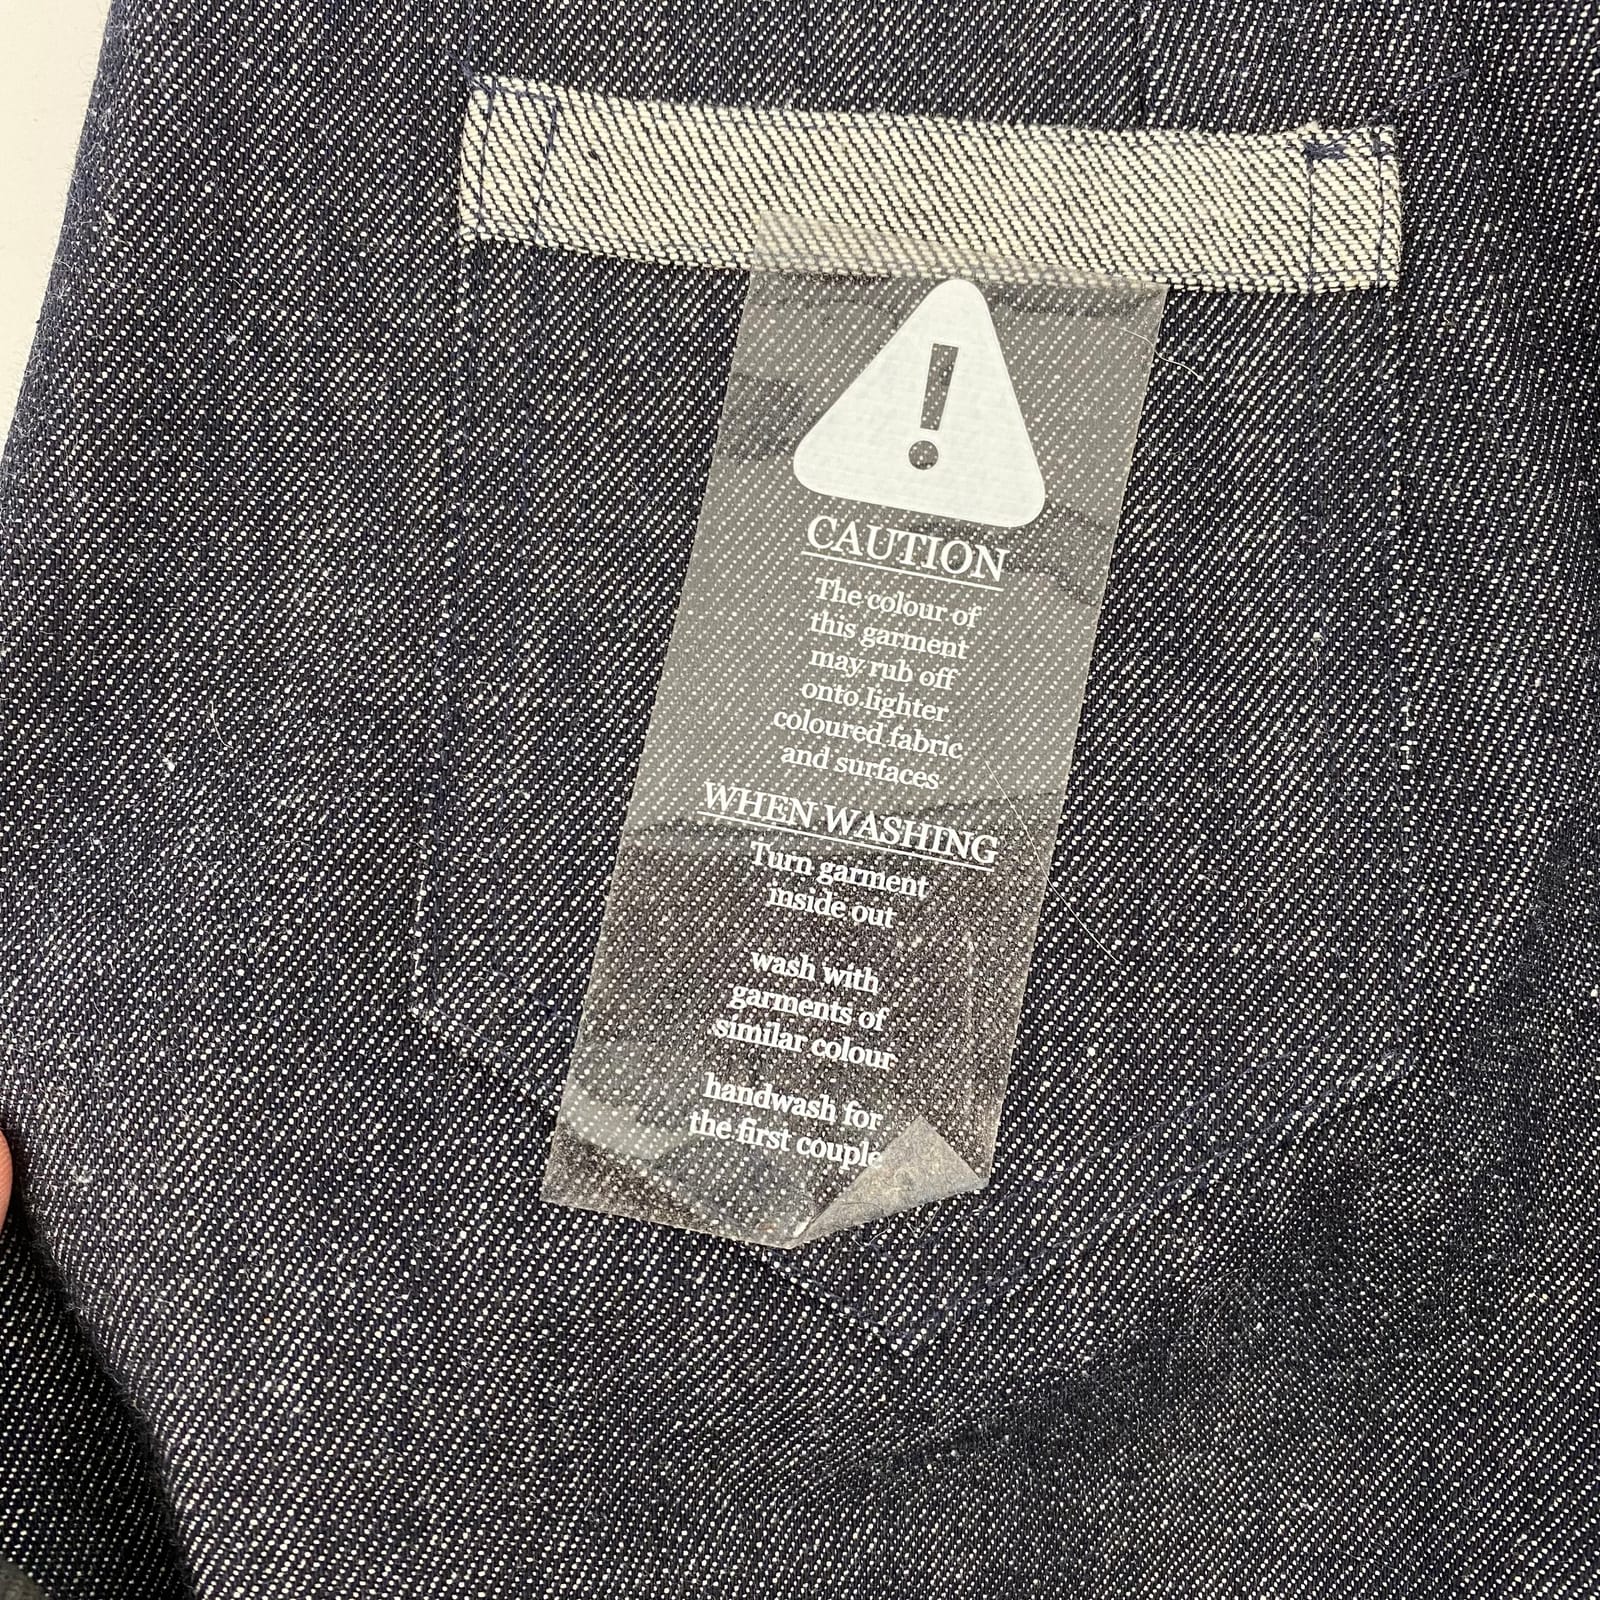 !
CAUTION
The colour of
this garment
may rub off
onto lighter
coloured fabric
and surfaces
WHEN WASHING
Turn garment
inside out
wash with
garments of
similar colour
handwash for
the first couple